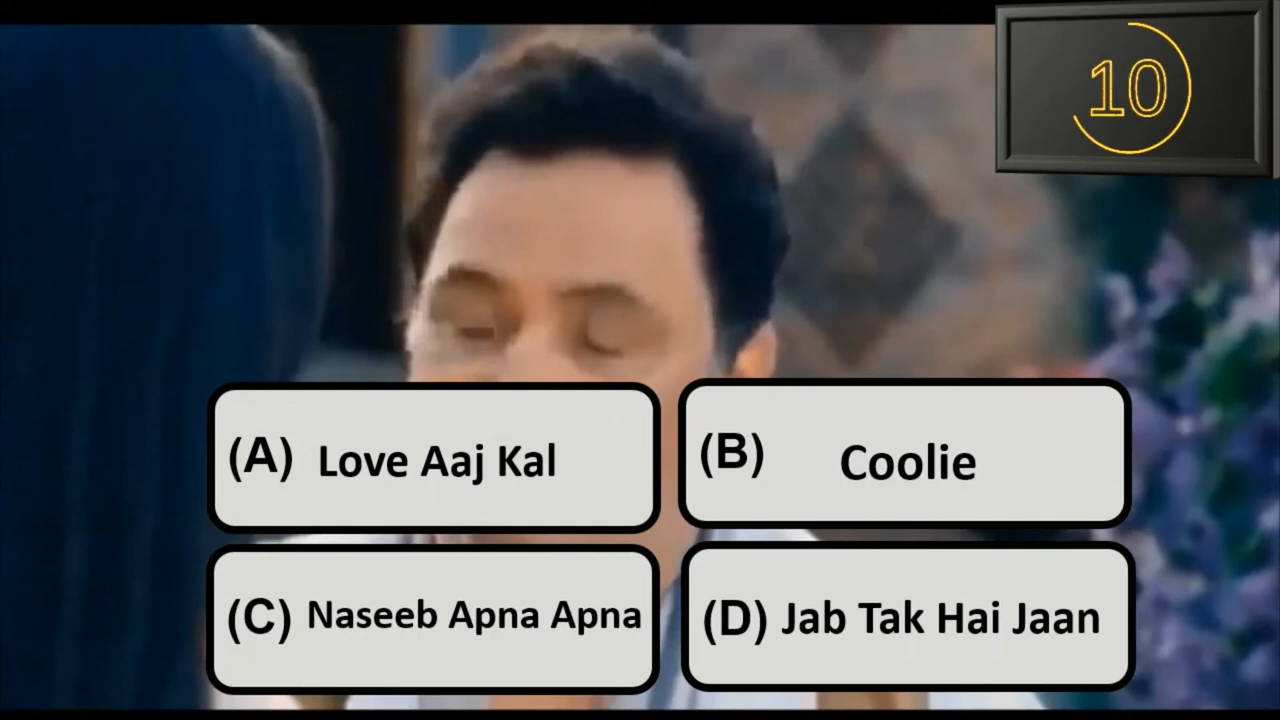 10
(A) Love Aaj Kal
(B) Coolie
(C) Naseeb Apna Apna
(D) Jab Tak Hai Jaan